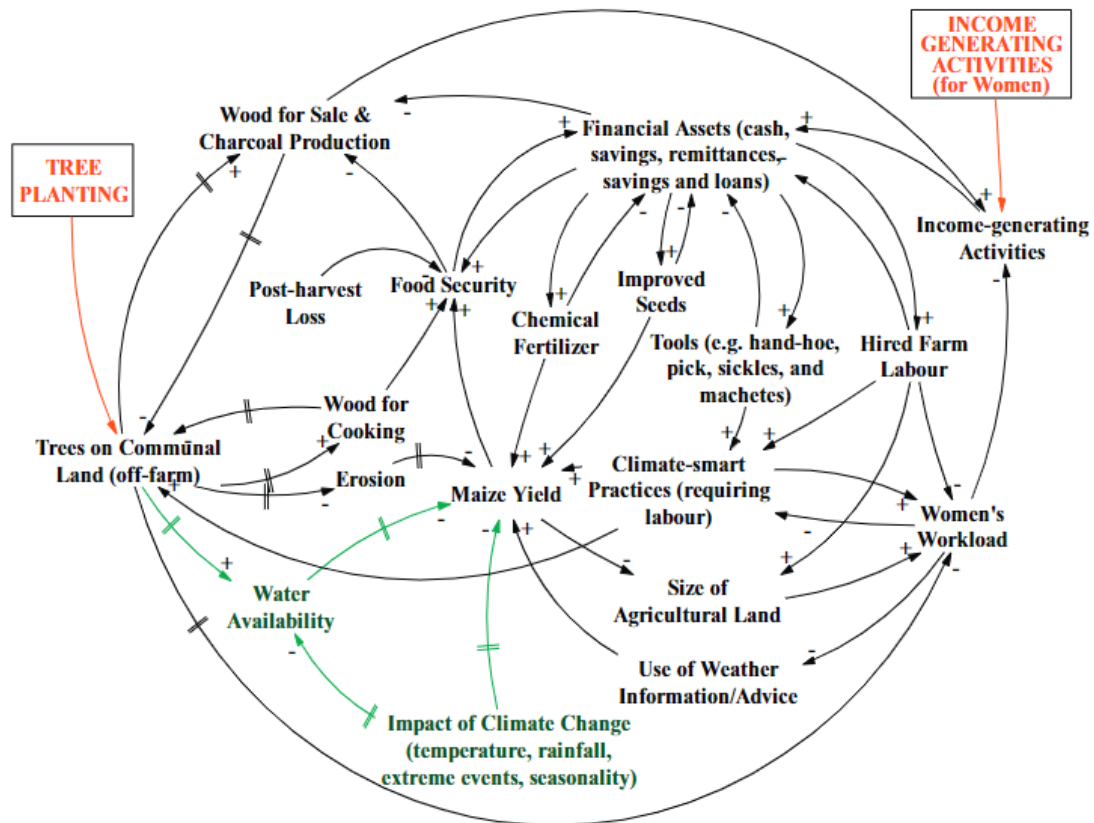 INCOME
GENERATING
ACTIVITIES
(for Women)
Wood for Sale &
Charcoal Production
Financial Assets (cash,
savings, remittances,
savings and loans)
TREE
PLANTING
Income-generating
Activities
Post-harvest
Loss
Food Security
Improved
Seeds
Chemical
Fertilizer
Tools (e.g. hand-hoe,
pick, sickles, and
machetes)
Hired Farm
Labour
Wood for
Cooking
Trees on Communal
Land (off-farm)
Erosion
Maize Yield
Climate-smart
Practices (requiring
labour)
Women's
Workload
Water
Availability
Size of
Agricultural Land
Use of Weather
Information/Advice
Impact of Climate Change
(temperature, rainfall,
extreme events, seasonality)